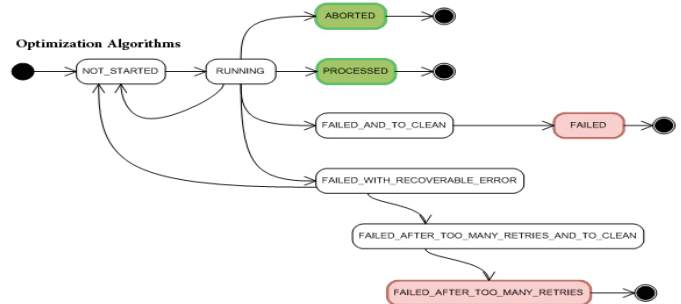 ABORTED
Optimization Algorithms
NOT_STARTED
RUNNING
PROCESSED
FAILED_AND_TO_CLEAN
FAILED
FAILED_WITH_RECOVERABLE_ERROR
FAILED_AFTER_TOO_MANY_RETRIES_AND_TO_CLEAN
FAILED_AFTER_TOO_MANY_RETRIES